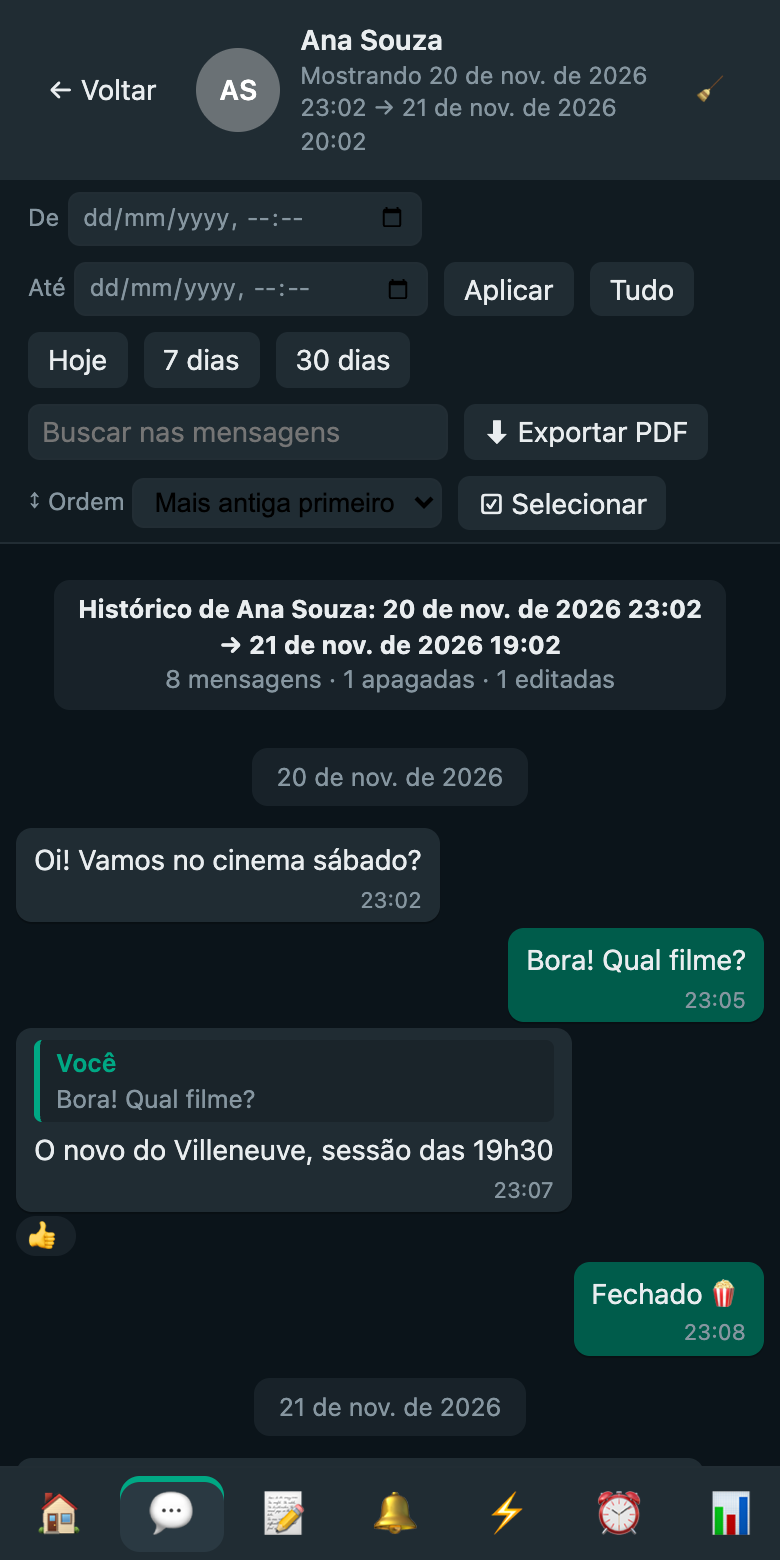 ← Voltar
AS
Ana Souza
Mostrando 20 de nov. de 2026
23:02 → 21 de nov. de 2026
20:02
De dd/mm/yyyy, --:--
Até dd/mm/yyyy, --:-- Aplicar Tudo
Hoje 7 dias 30 dias
Buscar nas mensagens ⬇ Exportar PDF
↕ Ordem Mais antiga primeiro ☑ Selecionar
Histórico de Ana Souza: 20 de nov. de 2026 23:02
→ 21 de nov. de 2026 19:02
8 mensagens · 1 apagadas · 1 editadas
20 de nov. de 2026
Oi! Vamos no cinema sábado?
23:02
Bora! Qual filme?
23:05
Você
Bora! Qual filme?
O novo do Villeneuve, sessão das 19h30
23:07
👍
Fechado 🍿
23:08
21 de nov. de 2026